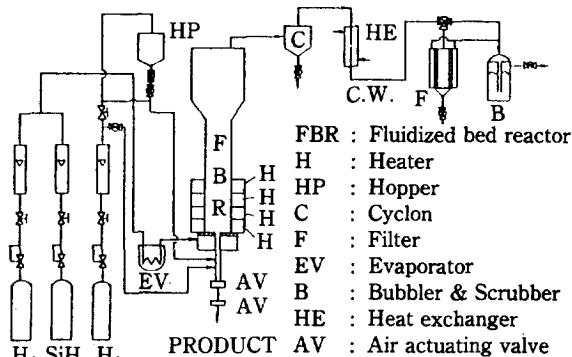 HP
C
HE
C.W.
F
B
F
B
R
H
H
H
H
EV
AV
AV
PRODUCT
FBR : Fluidized bed reactor
H : Heater
HP : Hopper
C : Cyclon
F : Filter
EV : Evaporator
B : Bubbler & Scrubber
HE : Heat exchanger
AV : Air actuating valve